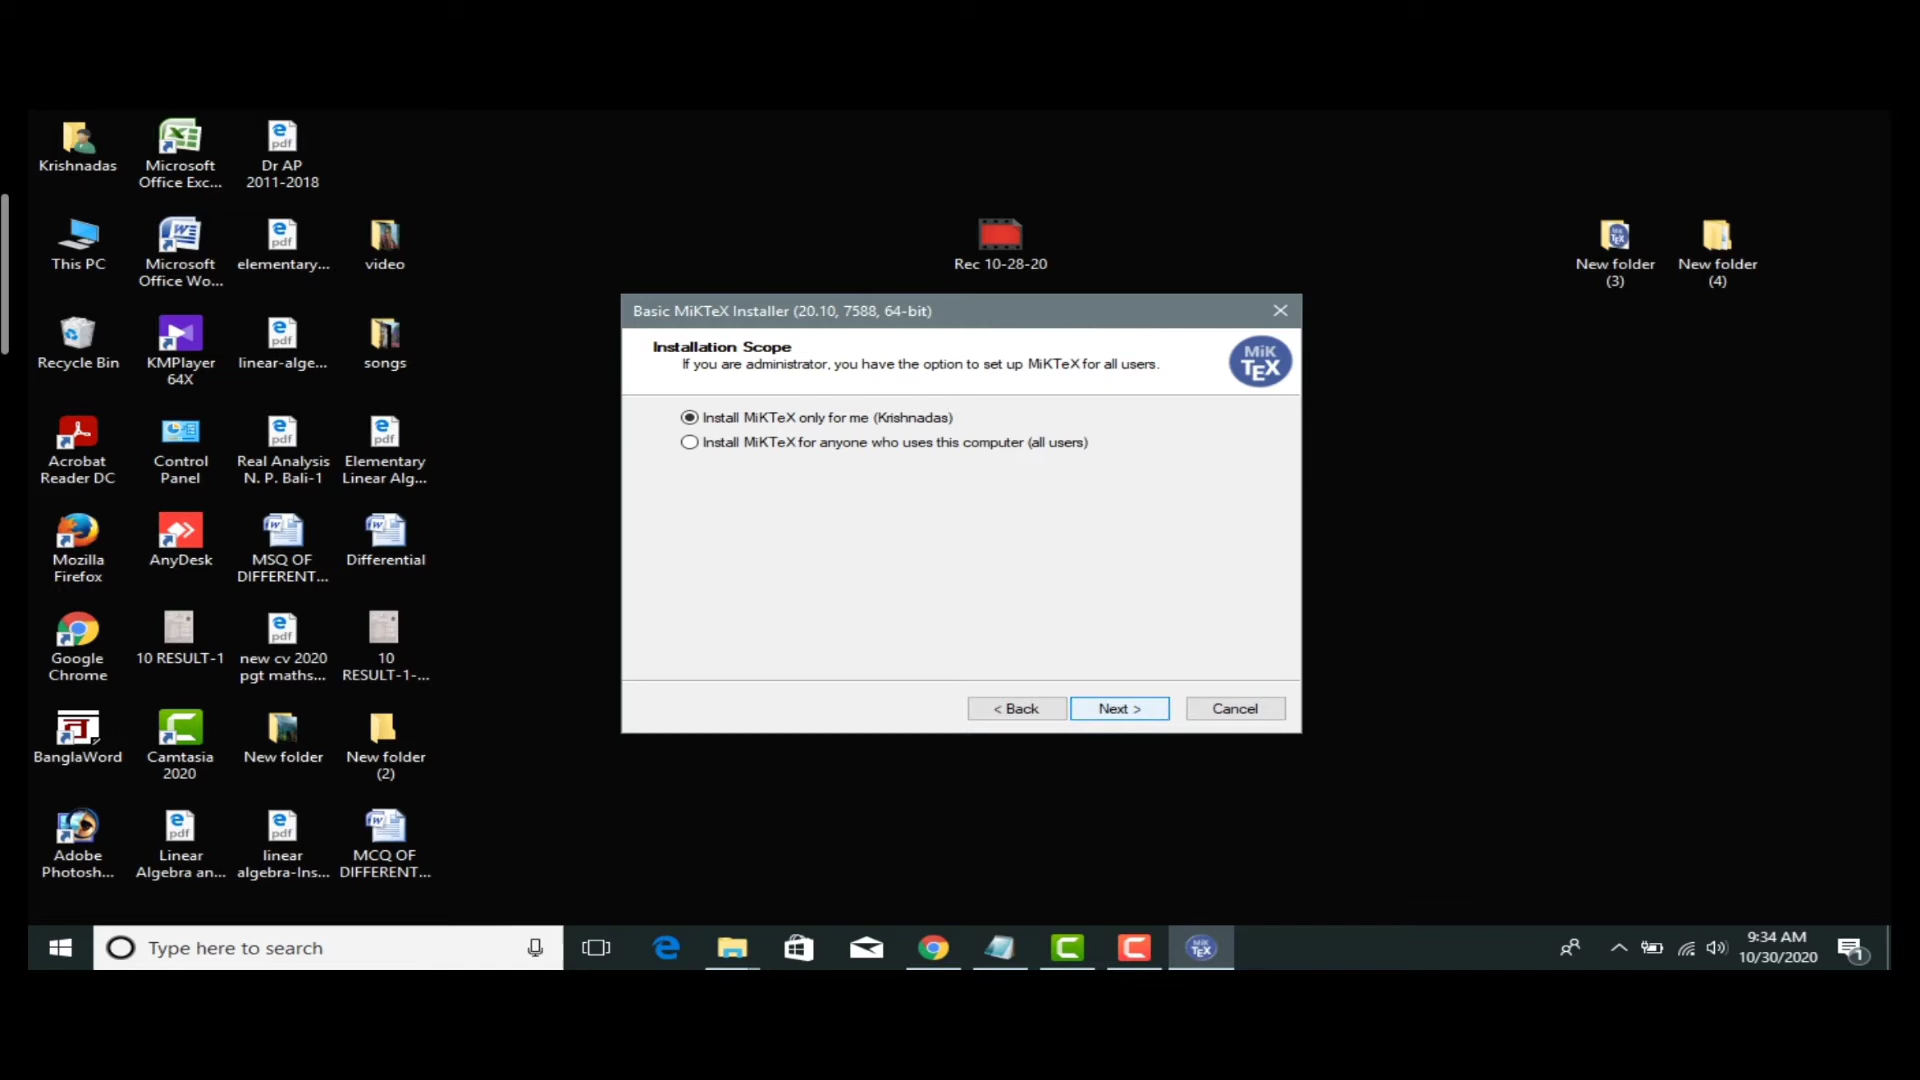 Krishnadas
Microsoft
Office Exc...
Dr AP
2011-2018
This PC
Microsoft
Office Wo...
elementary...
video
Rec 10-28-20
New folder
(3)
New folder
(4)
Recycle Bin
KMPlayer
64X
linear-alge...
songs
Basic MiKTeX Installer (20.10, 7588, 64-bit)
Installation Scope
If you are administrator, you have the option to set up MiKTeX for all users.
MiK
TEX
Install MiKTeX only for me (Krishnadas)
Install MiKTeX for anyone who uses this computer (all users)
< Back
Next >
Cancel
Acrobat
Reader DC
Control
Panel
Real Analysis
N. P. Bali-1
Elementary
Linear Alg...
Mozilla
Firefox
AnyDesk
MSQ OF
DIFFERENT...
Differential
Google
Chrome
10 RESULT-1
new cv 2020
pgt maths...
10
RESULT-1-...
BanglaWord
Camtasia
2020
New folder
New folder
(2)
Adobe
Photosh...
Linear
Algebra an...
linear
algebra-Ins...
MCQ OF
DIFFERENT...
Type here to search
9:34 AM
10/30/2020
1